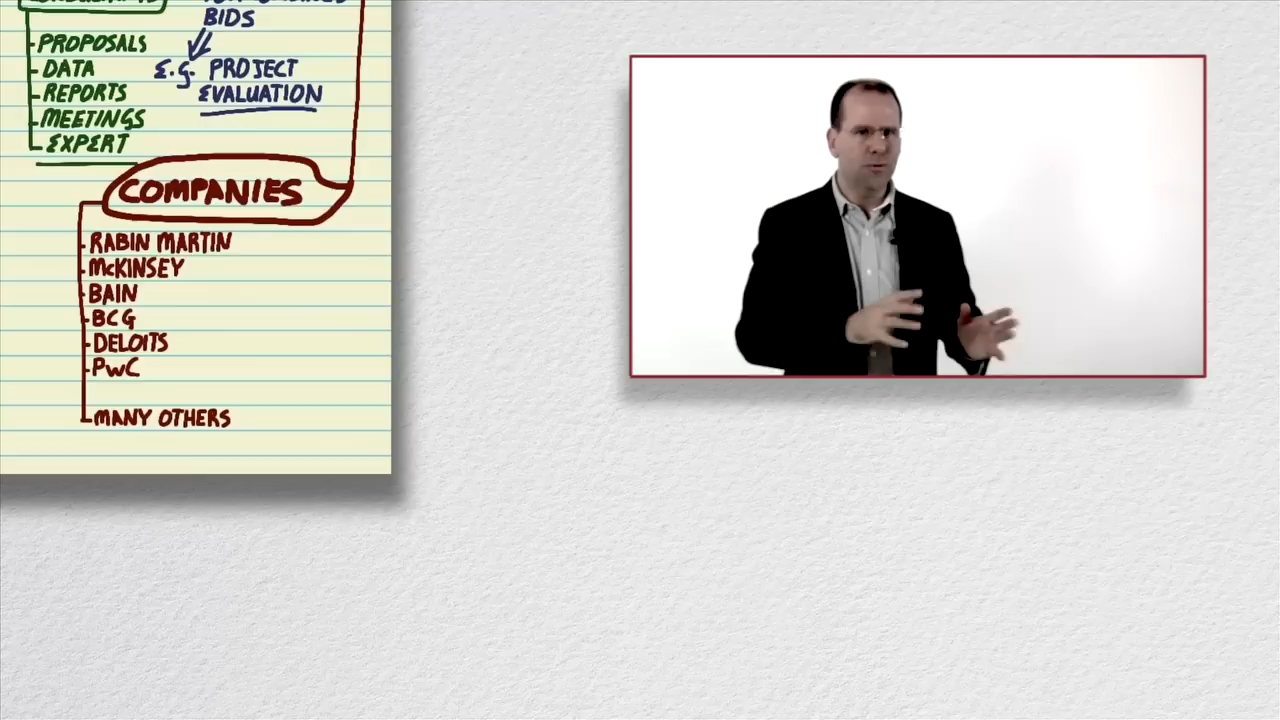 BIDS
-PROPOSALS
-DATA
-REPORTS
-MEETINGS
-EXPERT
E.g. PROJECT
EVALUATION
COMPANIES
-RABIN MARTIN
-McKINSEY
-BAIN
-BCG
-DELOITS
-PwC
-MANY OTHERS